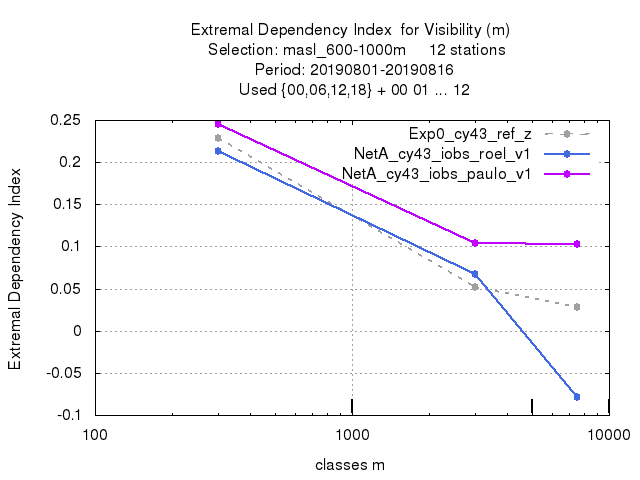 Extremal Dependency Index  for Visibility (m)
Selection: masl_600-1000m     12 stations
Period: 20190801-20190816
Used {00,06,12,18} + 00 01 ... 12
Exp0_cy43_ref_z
NetA_cy43_iobs_roel_v1
NetA_cy43_iobs_paulo_v1
Extremal Dependency Index
0.25
0.2
0.15
0.1
0.05
0
-0.05
-0.1
100
1000
10000
classes m